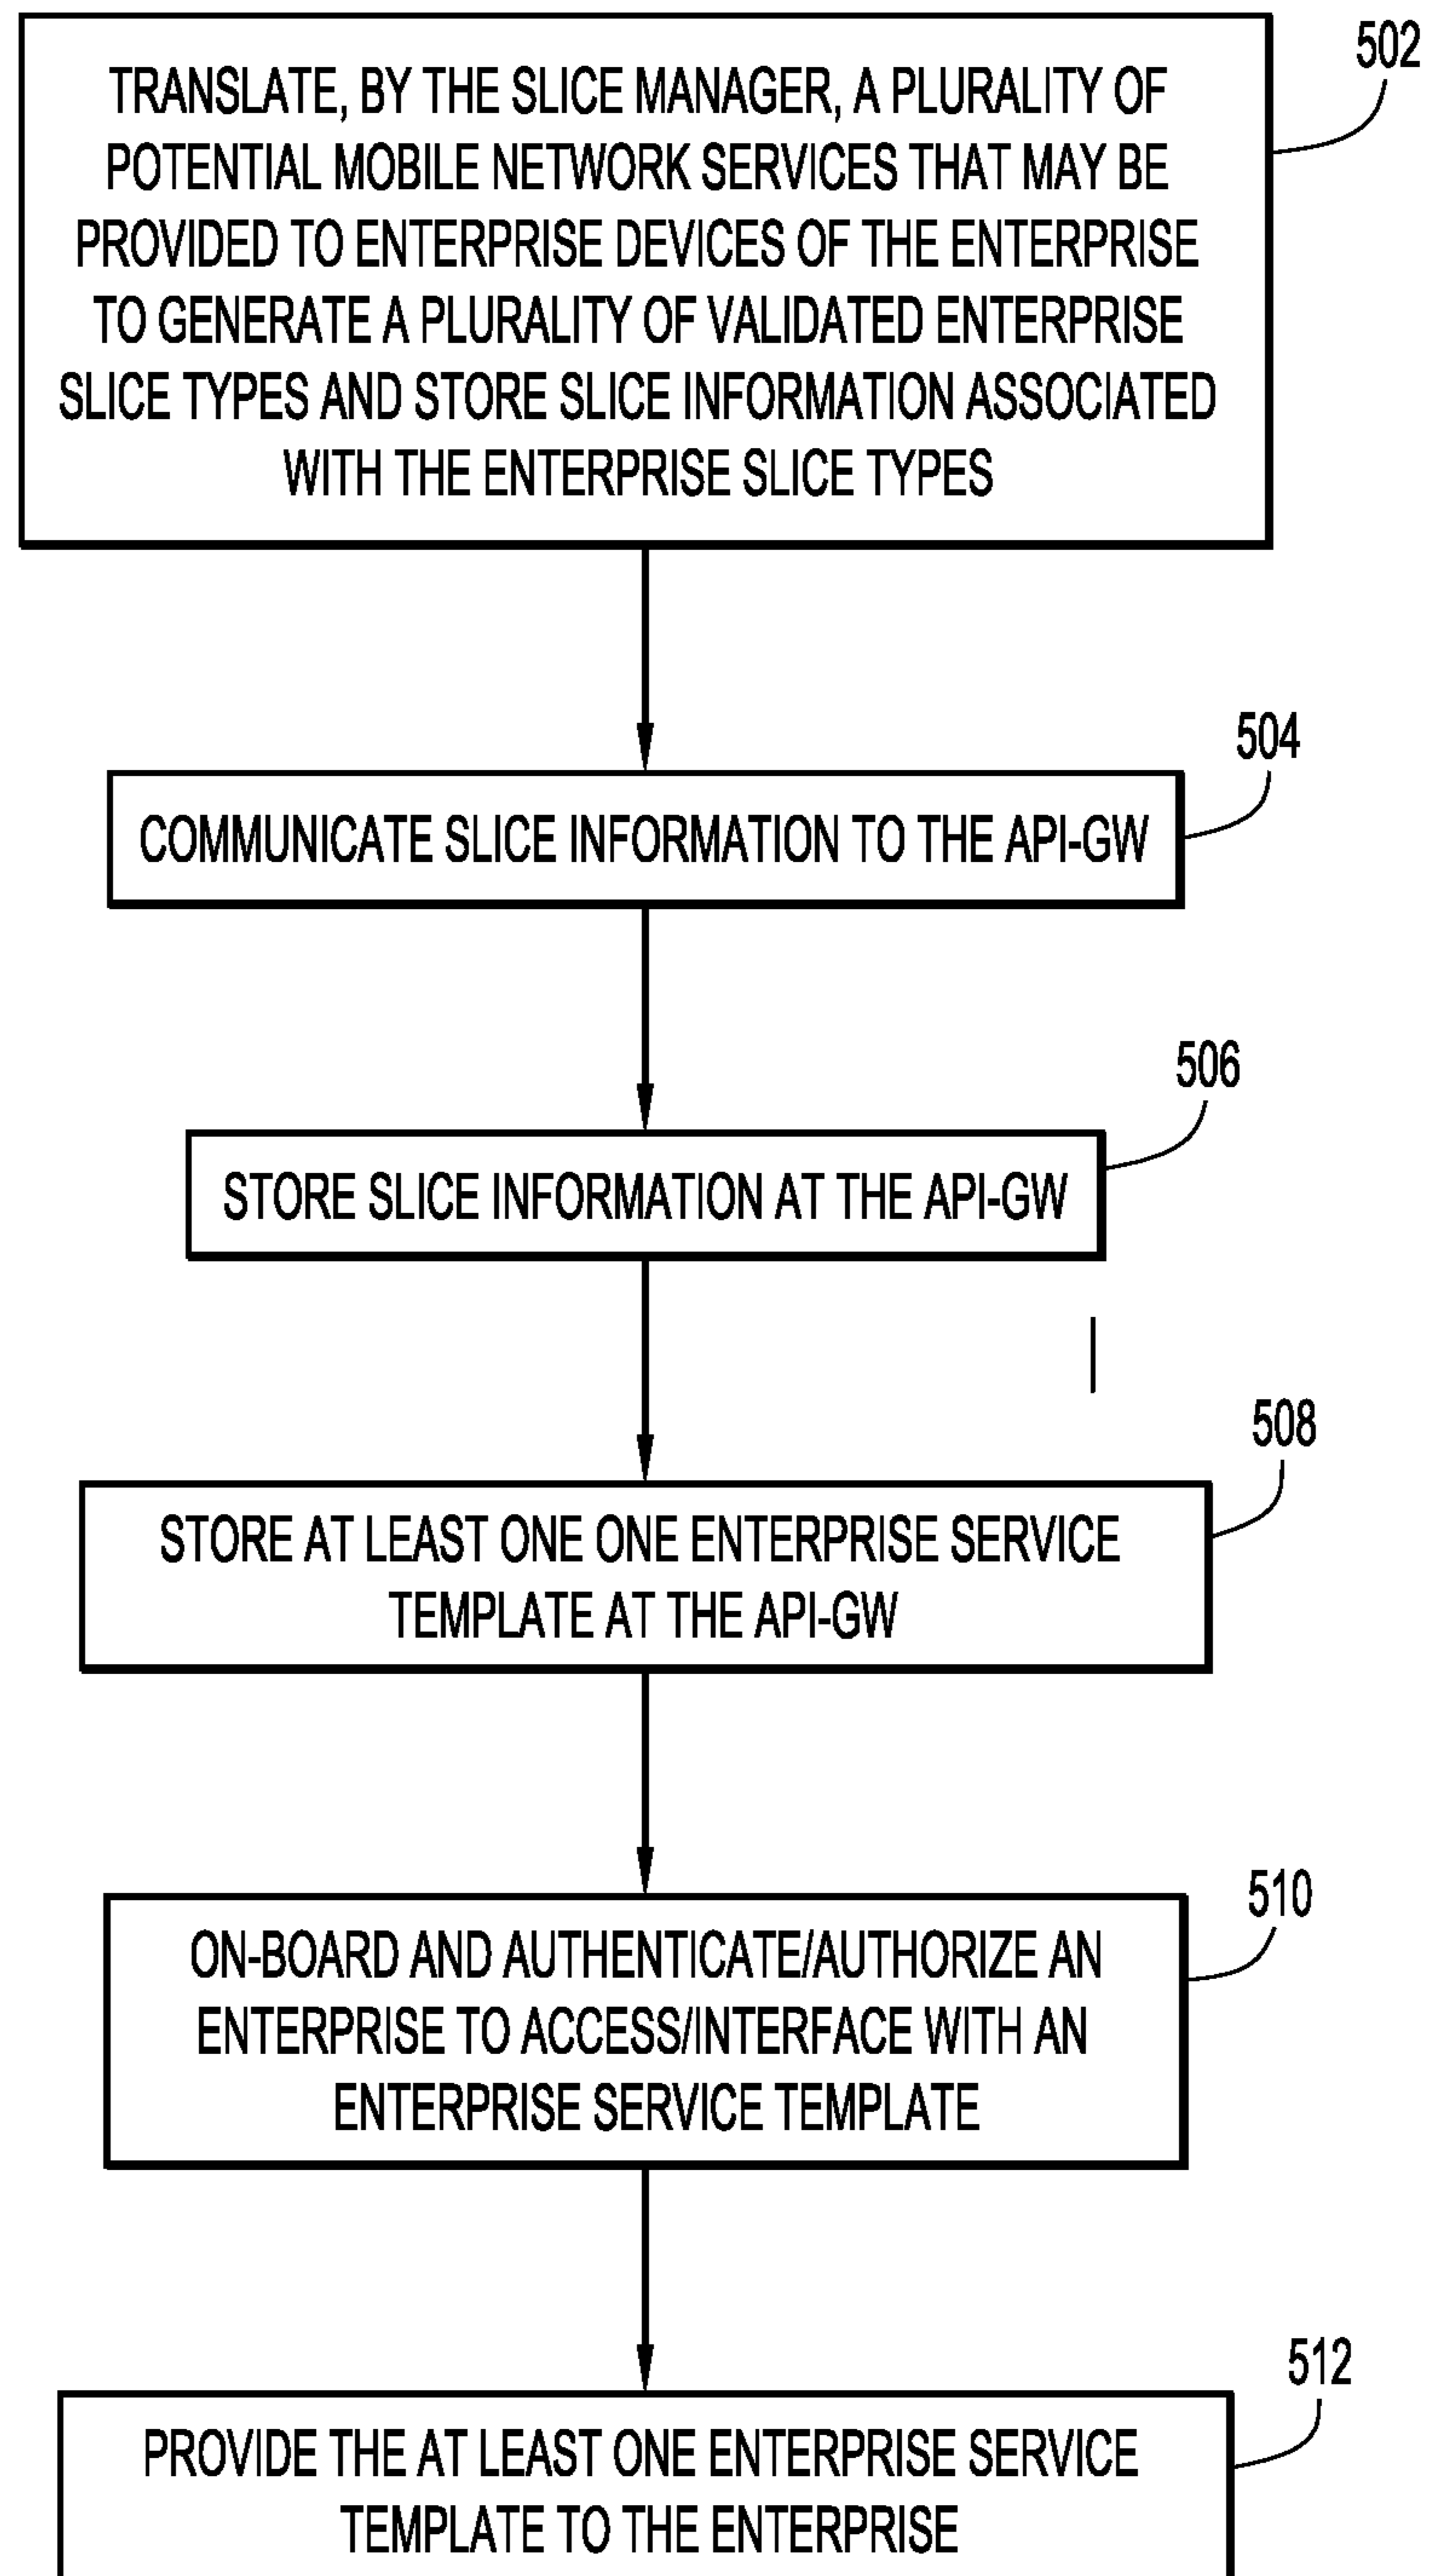 502
TRANSLATE, BY THE SLICE MANAGER, A PLURALITY OF
POTENTIAL MOBILE NETWORK SERVICES THAT MAY BE
PROVIDED TO ENTERPRISE DEVICES OF THE ENTERPRISE
TO GENERATE A PLURALITY OF VALIDATED ENTERPRISE
SLICE TYPES AND STORE SLICE INFORMATION ASSOCIATED
WITH THE ENTERPRISE SLICE TYPES
504
COMMUNICATE SLICE INFORMATION TO THE API-GW
506
STORE SLICE INFORMATION AT THE API-GW
508
STORE AT LEAST ONE ONE ENTERPRISE SERVICE
TEMPLATE AT THE API-GW
510
ON-BOARD AND AUTHENTICATE/AUTHORIZE AN
ENTERPRISE TO ACCESS/INTERFACE WITH AN
ENTERPRISE SERVICE TEMPLATE
512
PROVIDE THE AT LEAST ONE ENTERPRISE SERVICE
TEMPLATE TO THE ENTERPRISE